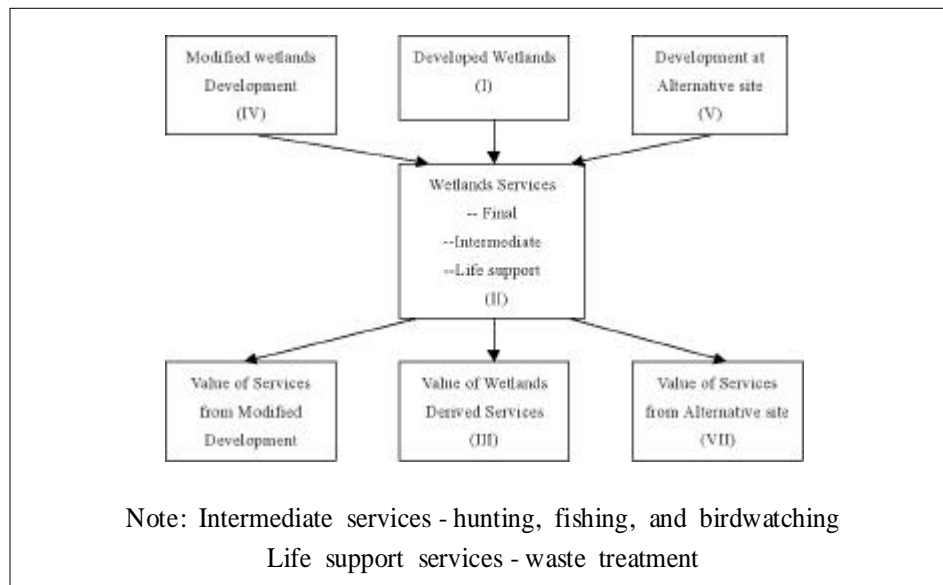 Modified wetlands
Development
(IV)
Developed Wetlands
(I)
Development at
Alternative site
(V)
Wetlands Services
-- Final
--Intermediate
--Life support
(II)
Value of Services
from Modified
Development
Value of Wetlands
Derived Services
(III)
Value of Services
from Alternative site
(VII)
Note: Intermediate services - hunting, fishing, and birdwatching
Life support services - waste treatment